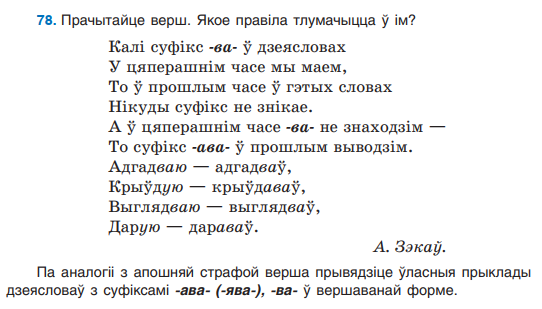 78. Прачытайце верш. Якое правіла тлумачыцца ў ім?
Калі суфікс -ва- ў дзеясловах
У цяперашнім часе мы маем,
То ў прошлым часе ў гэтых словах
Нікуды суфікс не знікае.
А ў цяперашнім часе -ва- не знаходзім —
То суфікс -ава- ў прошлым выводзім.
Адгадваю — адгадваў,
Крыўдую — крыўдаваў,
Выглядваю — выглядваў,
Дарую — дараваў.
А. Зэкаў.
Па аналогіі з апошняй страфой верша прывядзіце ўласныя прыклады
дзеясловаў з суфіксамі -ава- (-ява-), -ва- ў вершаванай форме.